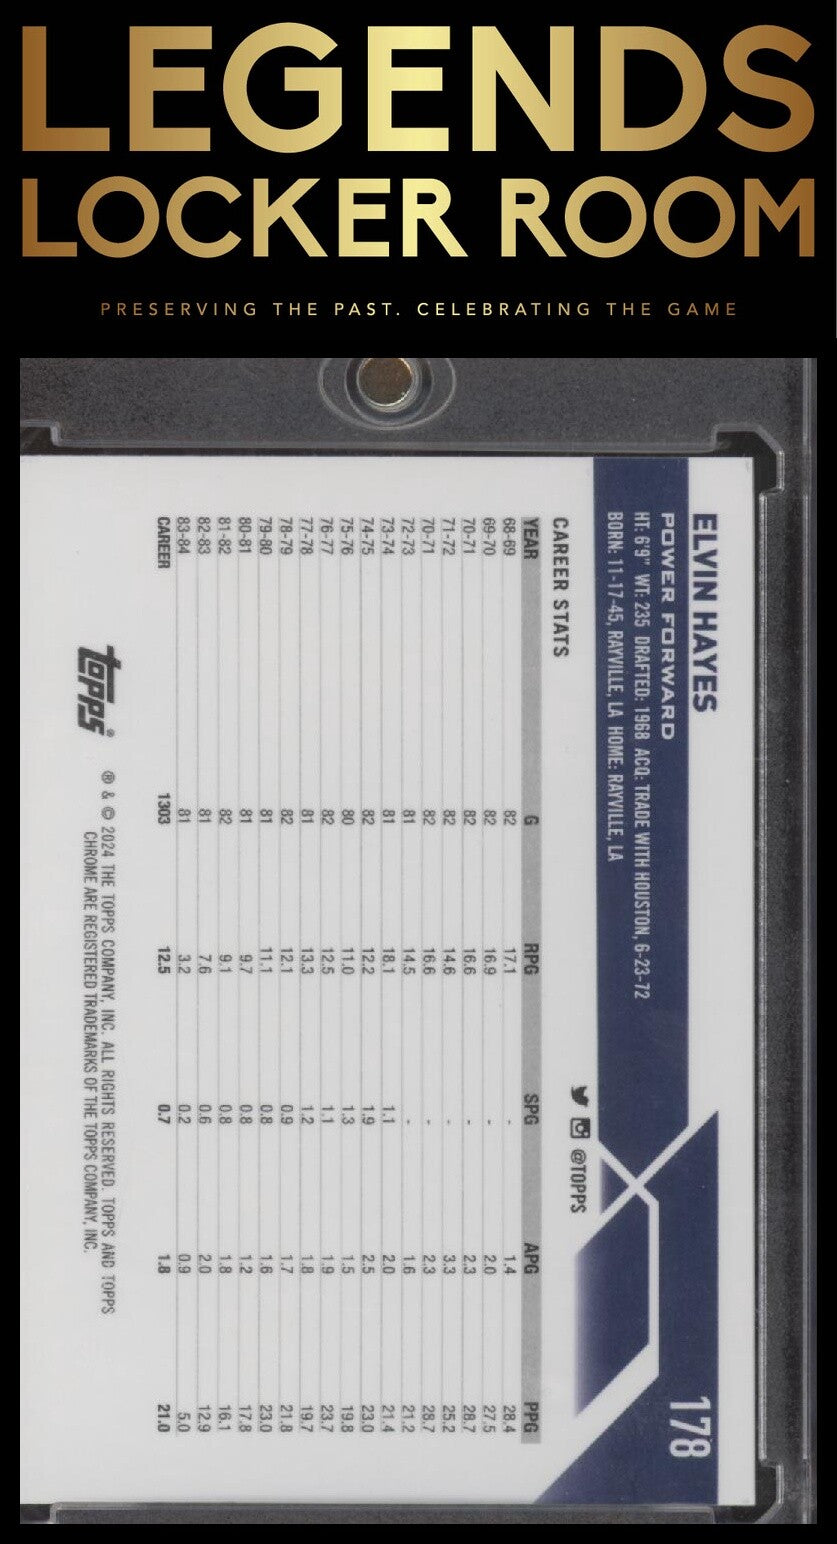 LEGENDS
LOCKER ROOM
PRESERVING THE PAST. CELEBRATING THE GAME
ELVIN HAYES
178
POWER FORWARD
HT: 6'9" WT: 235 DRAFTED: 1968 ACQ: TRADE WITH HOUSTON, 6-23-72
BORN: 11-17-45, RAYVILLE, LA HOME: RAYVILLE, LA
@TOPPS
CAREER STATS
YEAR G RPG SPG APG PPG
68-69 82 17.1 - 1.4 28.4
69-70 82 16.9 - 2.0 27.5
70-71 82 16.6 - 2.3 28.7
71-72 82 14.6 - 3.3 25.2
70-71 82 16.6 - 2.3 28.7
72-73 81 14.5 - 1.6 21.2
73-74 81 18.1 1.1 2.0 21.4
74-75 82 12.2 1.9 2.5 23.0
75-76 80 11.0 1.3 1.5 19.8
76-77 82 12.5 1.1 1.9 23.7
77-78 81 13.3 1.2 1.8 19.7
78-79 82 12.1 0.9 1.7 21.8
79-80 81 11.1 0.8 1.6 23.0
80-81 81 9.7 0.8 1.2 17.8
81-82 82 9.1 0.8 1.8 16.1
82-83 81 7.6 0.6 2.0 12.9
83-84 81 3.2 0.2 0.9 5.0
CAREER 1303 12.5 0.7 1.8 21.0
topps®
® & © 2024 THE TOPPS COMPANY, INC. ALL RIGHTS RESERVED. TOPPS AND TOPPS
CHROME ARE REGISTERED TRADEMARKS OF THE TOPPS COMPANY, INC.